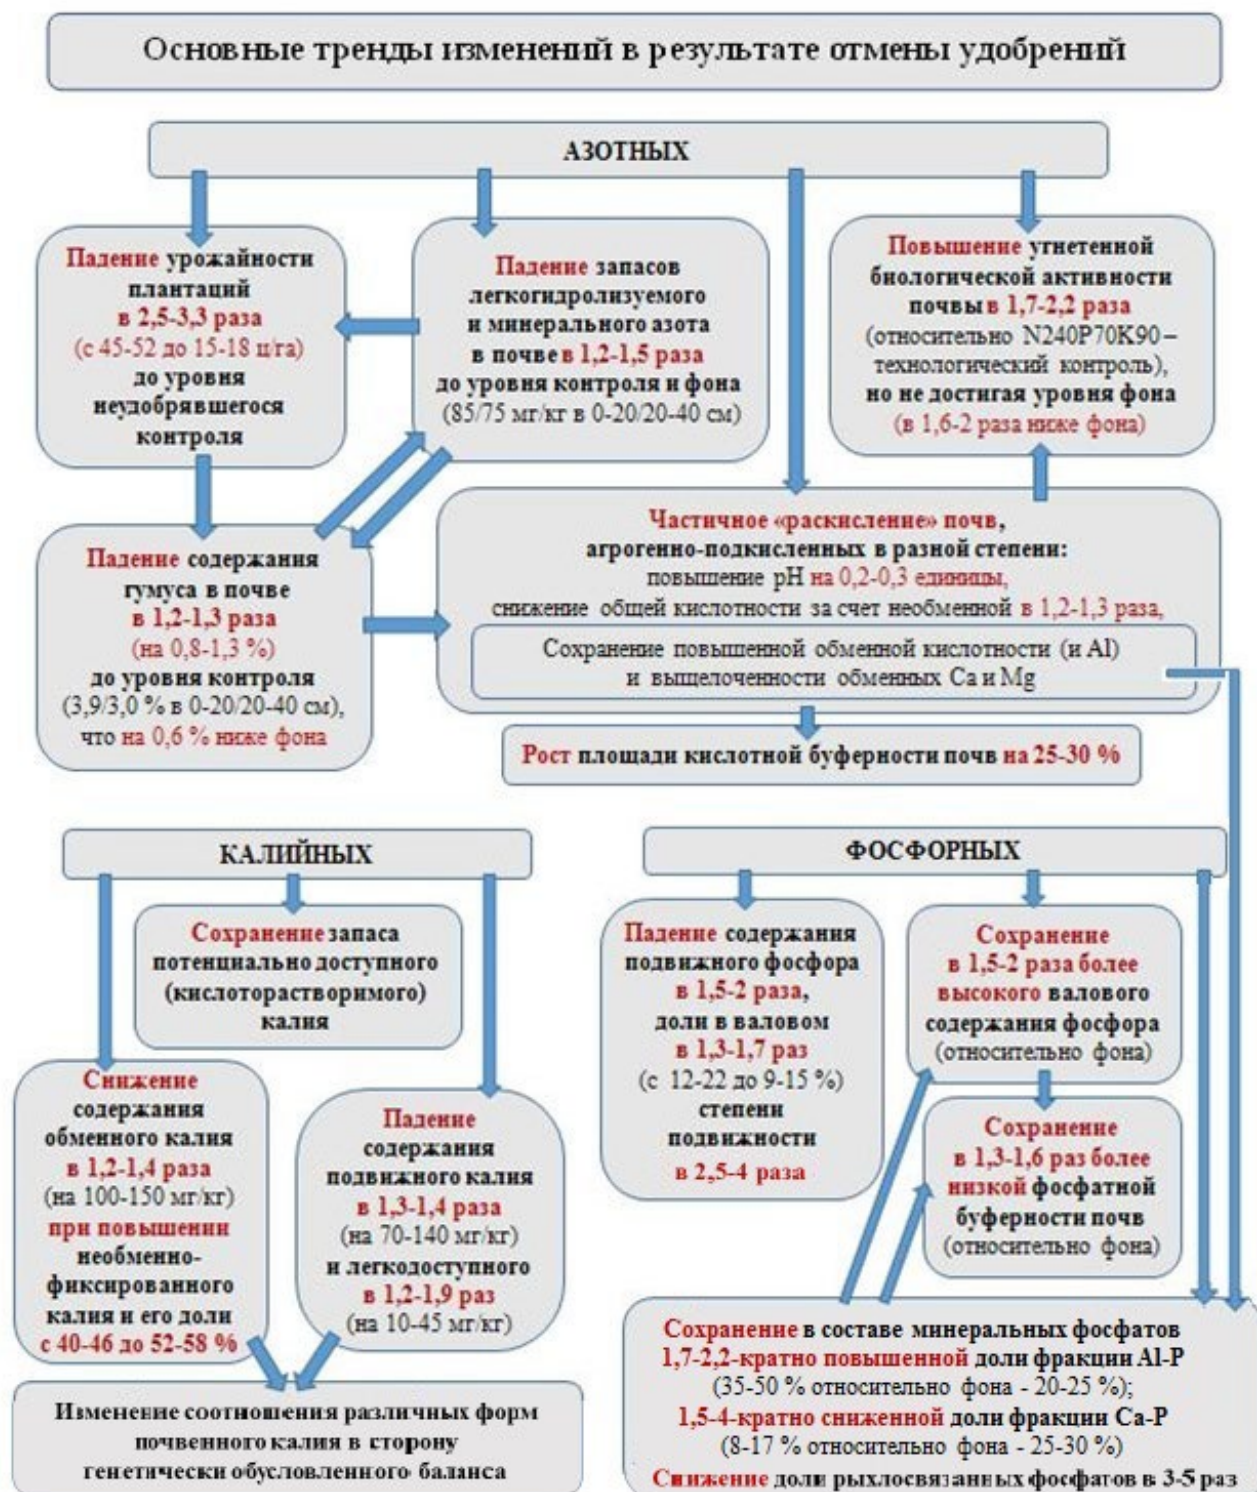 Основные тренды изменений в результате отмены удобрений
АЗОТНЫХ
Падение урожайности
плантаций
в 2,5-3,3 раза
(с 45-52 до 15-18 ц/га)
до уровня
неудобрявшегося
контроля
Падение запасов
легкогидролизуемого
и минерального азота
в почве в 1,2-1,5 раза
до уровня контроля и фона
(85/75 мг/кг в 0-20/20-40 см)
Повышение угнетенной
биологической активности
почвы в 1,7-2,2 раза
(относительно N240P70K90 –
технологический контроль),
но не достигая уровня фона
(в 1,6-2 раза ниже фона)
Падение содержания
гумуса в почве
в 1,2-1,3 раза
(на 0,8-1,3 %)
до уровня контроля
(3,9/3,0 % в 0-20/20-40 см),
что на 0,6 % ниже фона
Частичное «раскисление» почв,
агрогенно-подкисленных в разной степени:
повышение pH на 0,2-0,3 единицы,
снижение общей кислотности за счет необменной в 1,2-1,3 раза,
Сохранение повышенной обменной кислотности (и Al)
и выщелоченности обменных Ca и Mg
Рост площади кислотной буферности почв на 25-30 %
КАЛИЙНЫХ
Сохранение запаса
потенциально доступного
(кислоторастворимого)
калия
Снижение
содержания
обменного калия
в 1,2-1,4 раза
(на 100-150 мг/кг)
при повышении
необменно-
фиксированного
калия и его доли
с 40-46 до 52-58 %
Падение
содержания
подвижного калия
в 1,3-1,4 раза
(на 70-140 мг/кг)
и легкодоступного
в 1,2-1,9 раз
(на 10-45 мг/кг)
Изменение соотношения различных форм
почвенного калия в сторону
генетически обусловленного баланса
ФОСФОРНЫХ
Падение содержания
подвижного фосфора
в 1,5-2 раза,
доли в валовом
в 1,3-1,7 раз
(с 12-22 до 9-15 %)
степени
подвижности
в 2,5-4 раза
Сохранение
в 1,5-2 раза более
высокого валового
содержания фосфора
(относительно фона)
Сохранение
в 1,3-1,6 раз более
низкой фосфатной
буферности почв
(относительно фона)
Сохранение в составе минеральных фосфатов
1,7-2,2-кратно повышенной доли фракции Al-P
(35-50 % относительно фона - 20-25 %);
1,5-4-кратно сниженной доли фракции Ca-P
(8-17 % относительно фона - 25-30 %)
Снижение доли рыхлосвязанных фосфатов в 3-5 раз